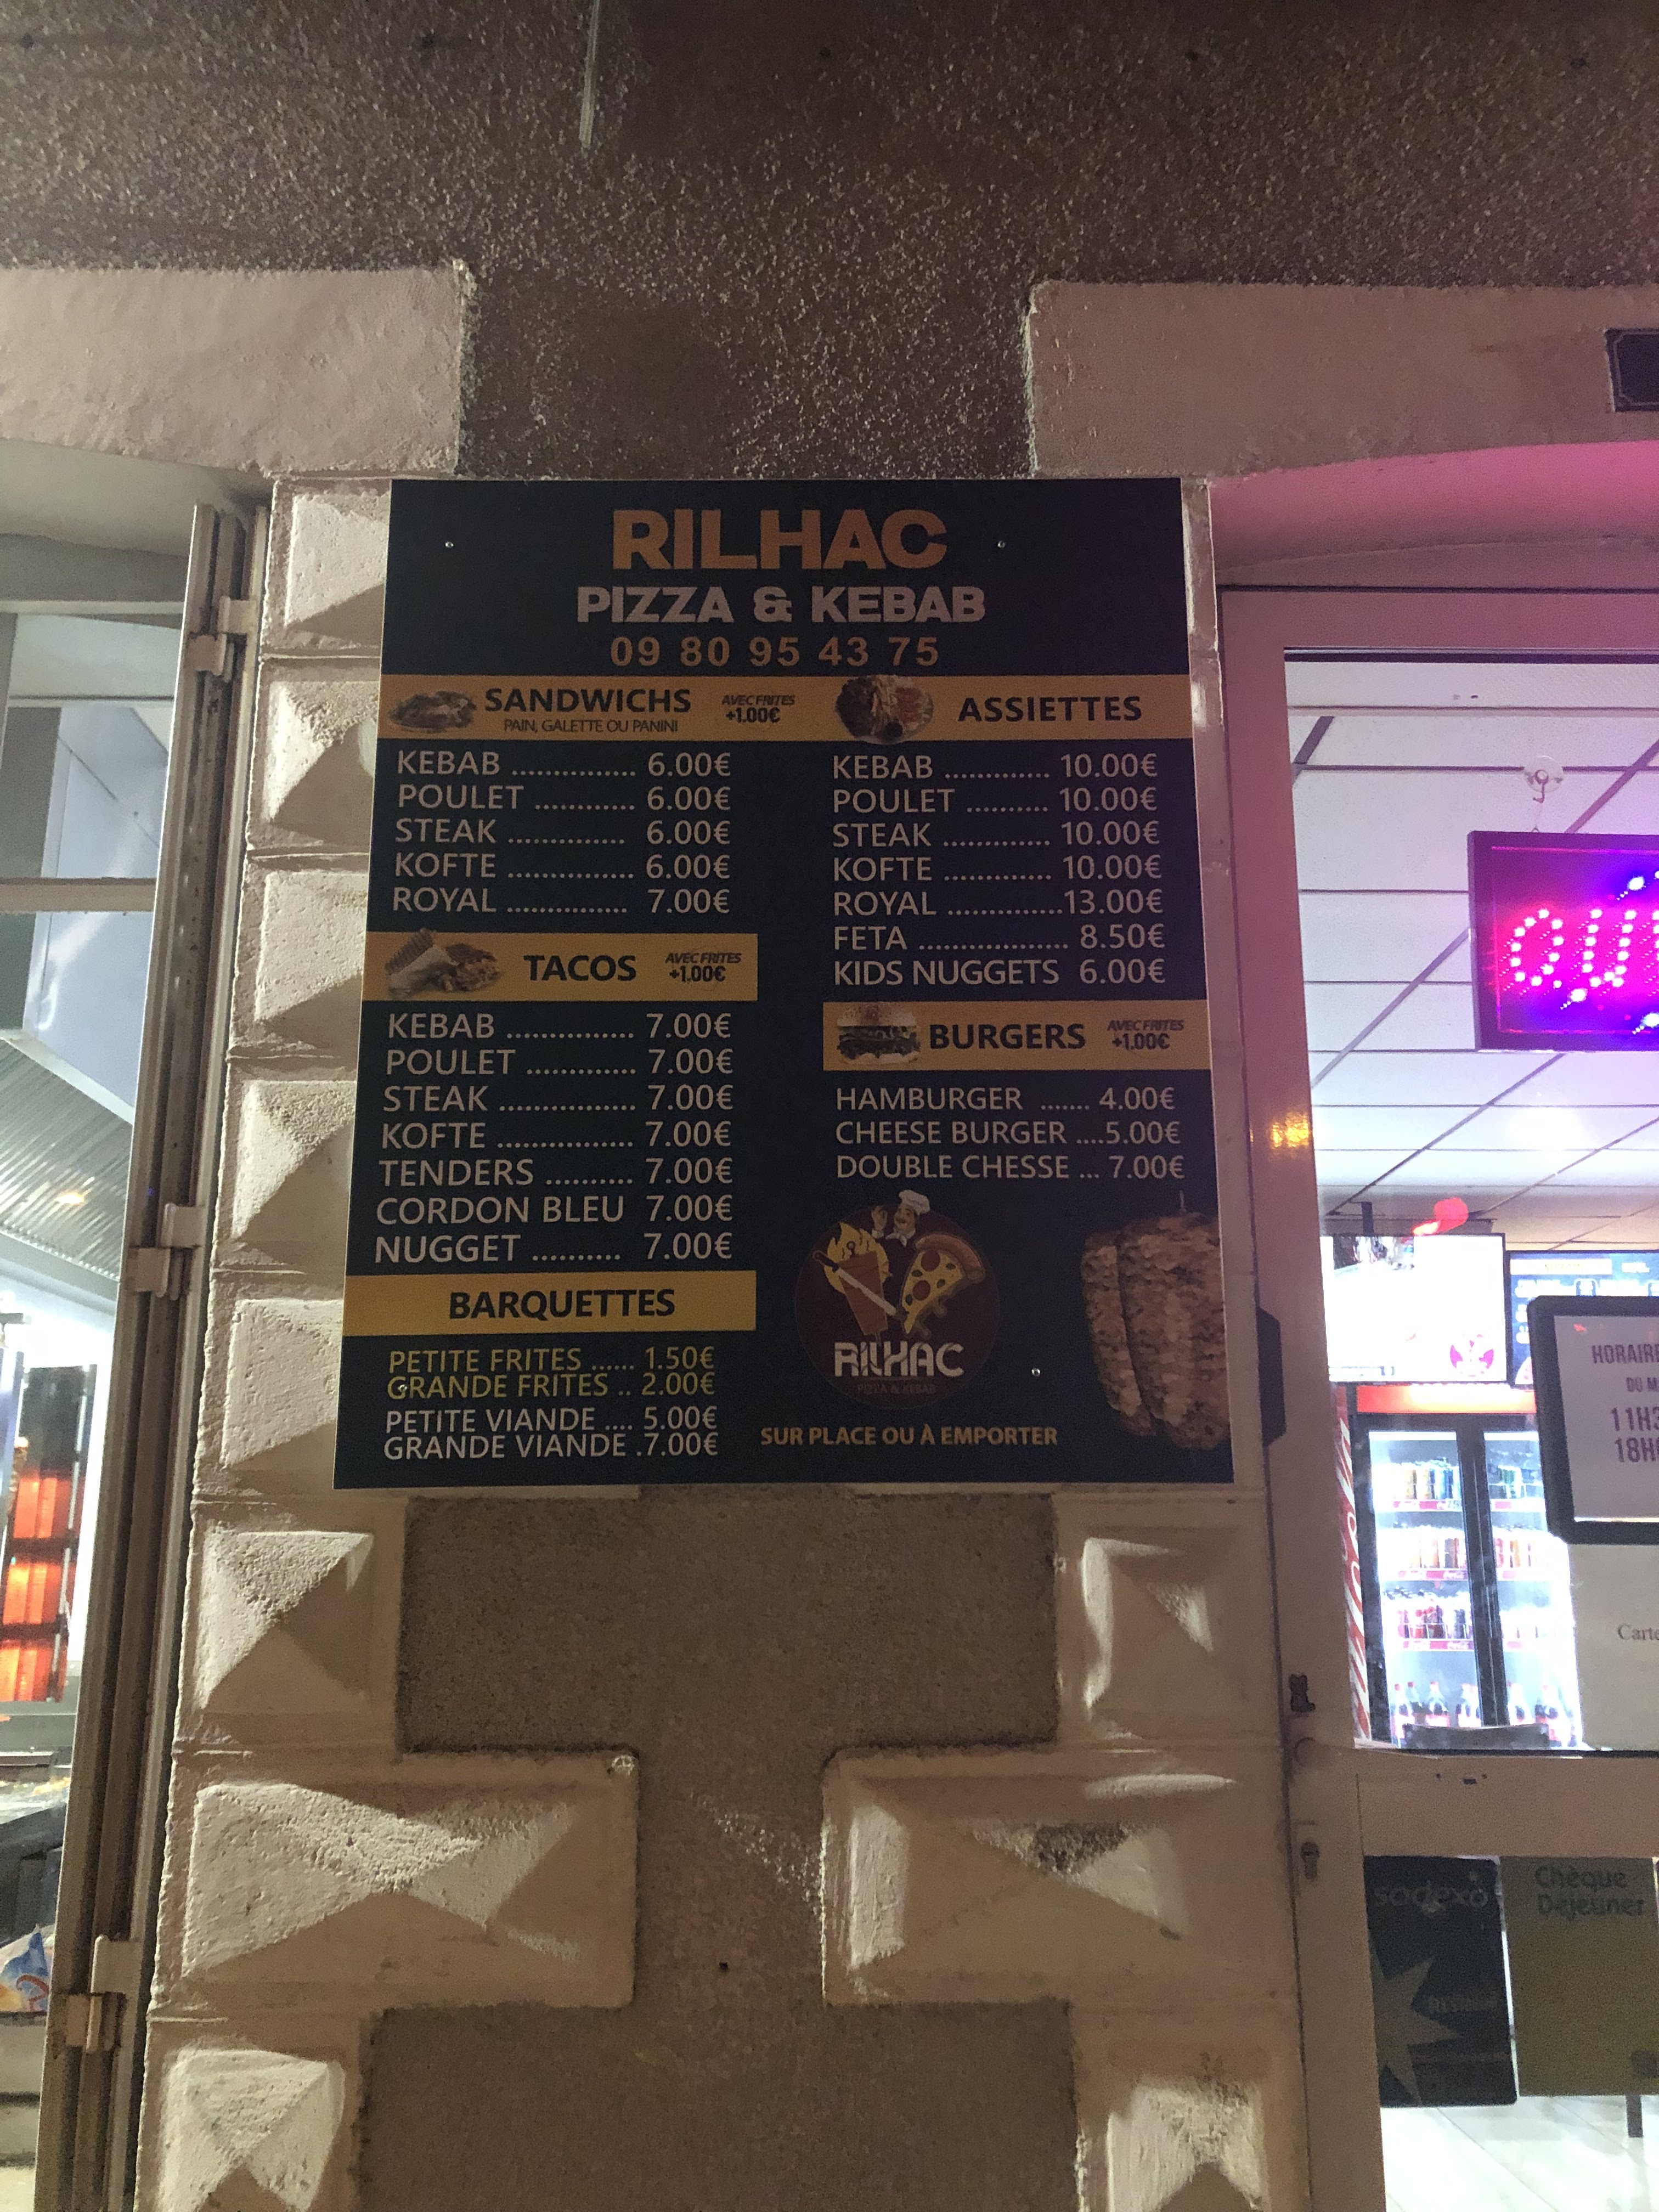 RILHAC
PIZZA & KEBAB
09 80 95 43 75
SANDWICHS
PAIN, GALETTE OU PANINI
AVEC FRITES
+1.00€
KEBAB ............... 6.00€
POULET ............. 6.00€
STEAK ............... 6.00€
KOFTE ................ 6.00€
ROYAL ............... 7.00€
TACOS
AVEC FRITES
+1.00€
KEBAB ................ 7.00€
POULET .............. 7.00€
STEAK ................. 7.00€
KOFTE ................. 7.00€
TENDERS ........... 7.00€
CORDON BLEU 7.00€
NUGGET ........... 7.00€
BARQUETTES
PETITE FRITES ...... 1.50€
GRANDE FRITES .. 2.00€
PETITE VIANDE .... 5.00€
GRANDE VIANDE .7.00€
ASSIETTES
KEBAB ............. 10.00€
POULET .......... 10.00€
STEAK ............. 10.00€
KOFTE ............. 10.00€
ROYAL ..............13.00€
FETA ................... 8.50€
KIDS NUGGETS 6.00€
BURGERS
AVEC FRITES
+1.00€
HAMBURGER ....... 4.00€
CHEESE BURGER ....5.00€
DOUBLE CHESSE ... 7.00€
RILHAC
PIZZA & KEBAB
SUR PLACE OU À EMPORTER
sodexo
Chèque
Déjeuner